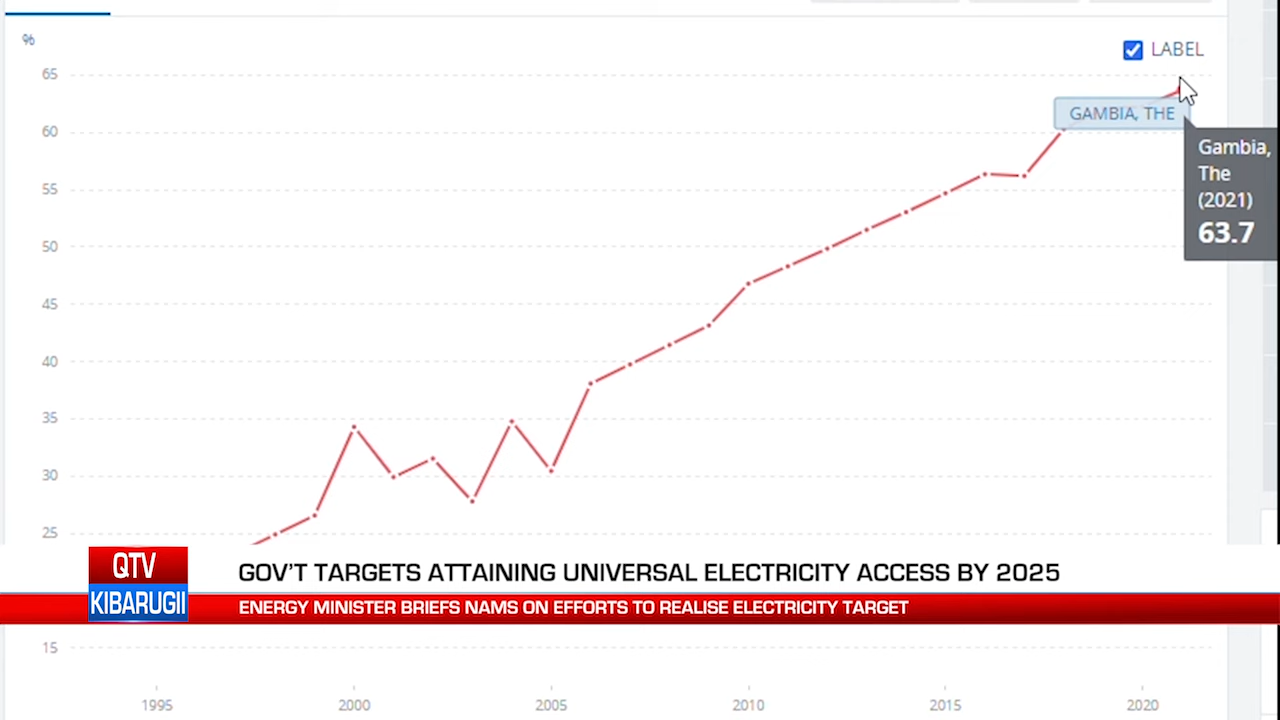 %
LABEL
65
60
55
50
45
40
35
30
25
15
GAMBIA, THE
Gambia,
The
(2021)
63.7
QTV
KIBARUGII
GOV'T TARGETS ATTAINING UNIVERSAL ELECTRICITY ACCESS BY 2025
ENERGY MINISTER BRIEFS NAMS ON EFFORTS TO REALISE ELECTRICITY TARGET
1995
2000
2005
2010
2015
2020